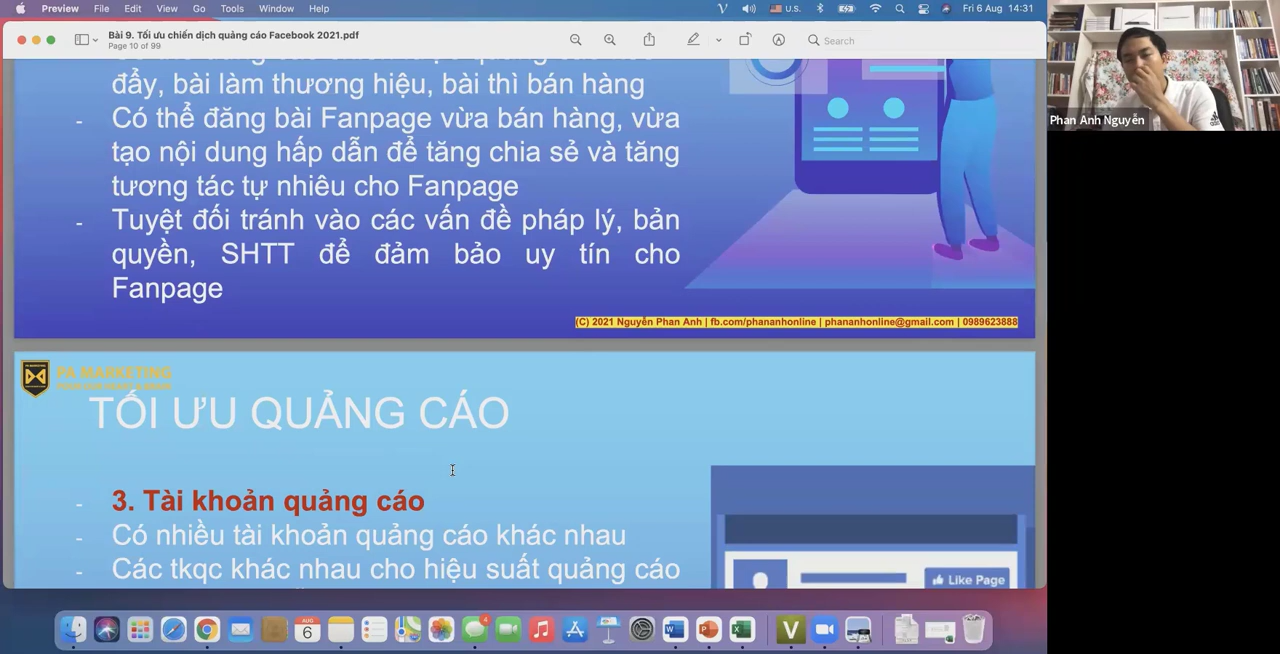 Preview File Edit View Go Tools Window Help
U.S. Fri 6 Aug 14:31
Bài 9. Tối ưu chiến dịch quảng cáo Facebook 2021.pdf
Page 10 of 99
Search
Phan Anh Nguyễn
đẩy, bài làm thương hiệu, bài thì bán hàng
- Có thể đăng bài Fanpage vừa bán hàng, vừa
tạo nội dung hấp dẫn để tăng chia sẻ và tăng
tương tác tự nhiêu cho Fanpage
- Tuyệt đối tránh vào các vấn đề pháp lý, bản
quyền, SHTT để đảm bảo uy tín cho
Fanpage
(C) 2021 Nguyễn Phan Anh | fb.com/phananhonline | phananhonline@gmail.com | 0989623888
PA MARKETING
TỐI ƯU QUẢNG CÁO
- 3. Tài khoản quảng cáo
- Có nhiều tài khoản quảng cáo khác nhau
- Các tkqc khác nhau cho hiệu suất quảng cáo
Like Page
AUG
6
4